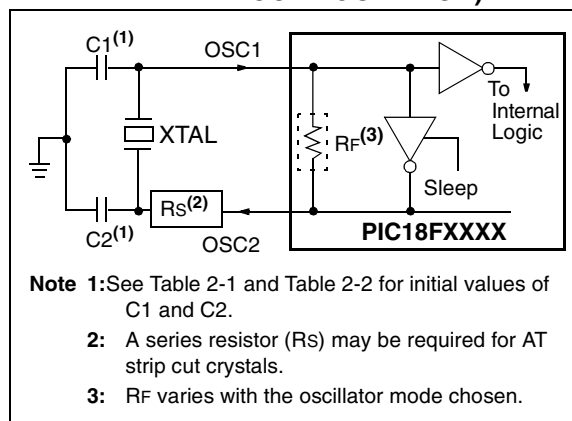 C1(1)
OSC1
To
Internal
Logic
XTAL
RF(3)
Sleep
RS(2)
C2(1)
OSC2
PIC18FXXXX
Note 1:See Table 2-1 and Table 2-2 for initial values of
C1 and C2.
2: A series resistor (RS) may be required for AT
strip cut crystals.
3: RF varies with the oscillator mode chosen.